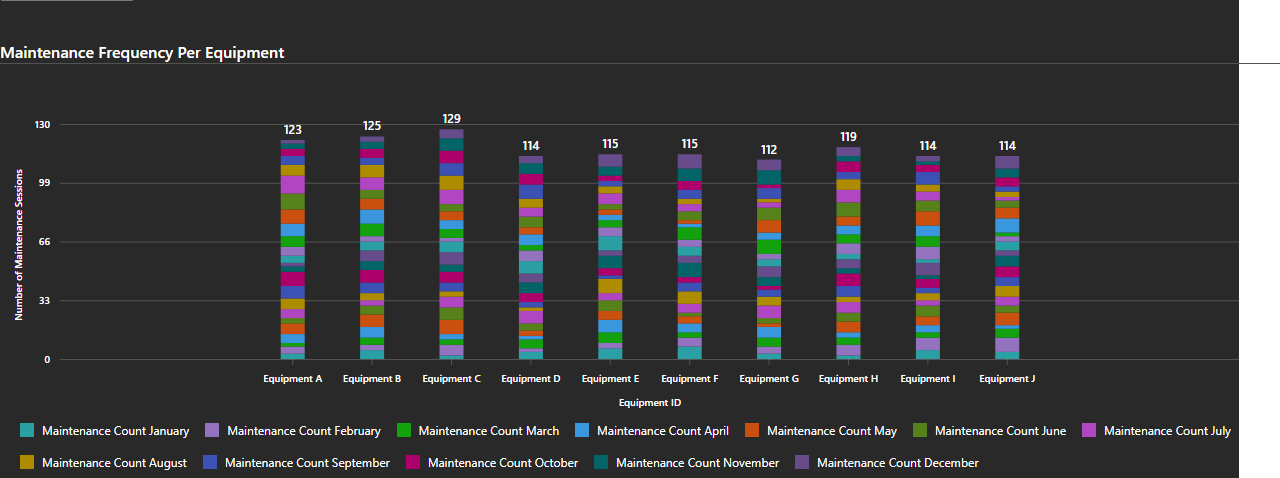 Maintenance Frequency Per Equipment
Number of Maintenance Sessions
130
99
66
33
0
123
125
129
114
115
115
112
119
114
114
Equipment A
Equipment B
Equipment C
Equipment D
Equipment E
Equipment F
Equipment G
Equipment H
Equipment I
Equipment J
Equipment ID
Maintenance Count January
Maintenance Count February
Maintenance Count March
Maintenance Count April
Maintenance Count May
Maintenance Count June
Maintenance Count July
Maintenance Count August
Maintenance Count September
Maintenance Count October
Maintenance Count November
Maintenance Count December